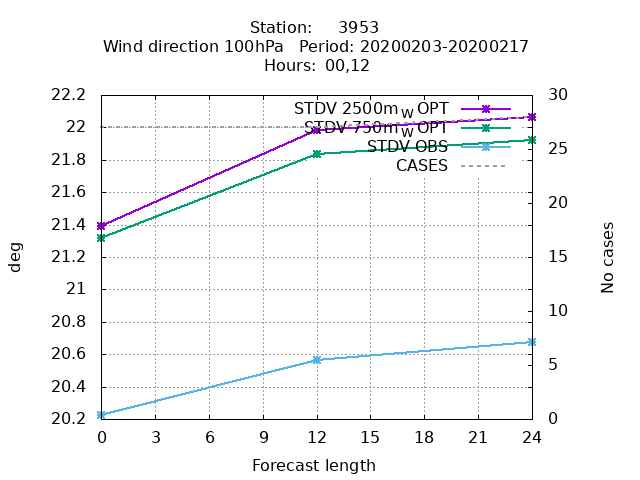 Station:     3953
Wind direction 100hPa   Period: 20200203-20200217
Hours: 00,12
22.2
22
21.8
21.6
21.4
21.2
21
20.8
20.6
20.4
20.2
deg
30
25
20
15
10
5
0
No cases
STDV 2500m W OPT
STDV 750m W OPT
STDV OBS
CASES
0 3 6 9 12 15 18 21 24
Forecast length